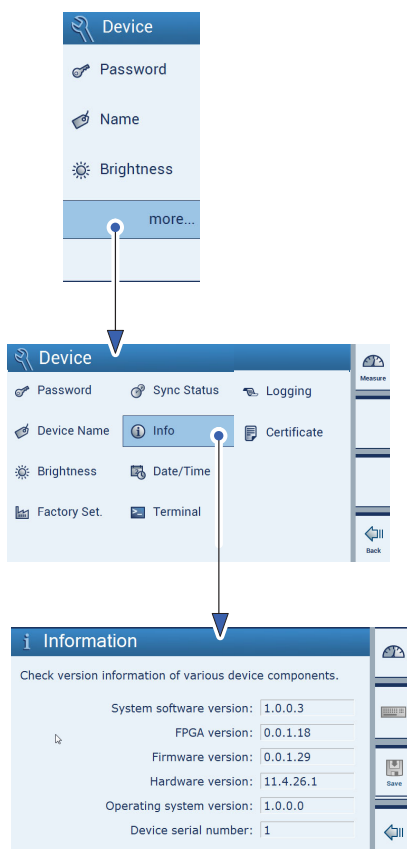 Device
Password
Name
Brightness
more...
Device
Measure
Password
Sync Status
Logging
Device Name
Info
Certificate
Brightness
Date/Time
Factory Set.
Terminal
Back
i Information
Check version information of various device components.
System software version: 1.0.0.3
FPGA version: 0.0.1.18
Firmware version: 0.0.1.29
Hardware version: 11.4.26.1
Save
Operating system version: 1.0.0.0
Device serial number: 1